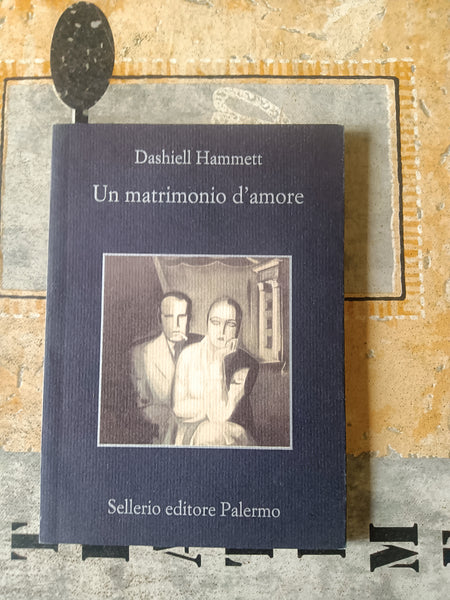 Dashiell Hammett
Un matrimonio d'amore
Sellerio editore Palermo